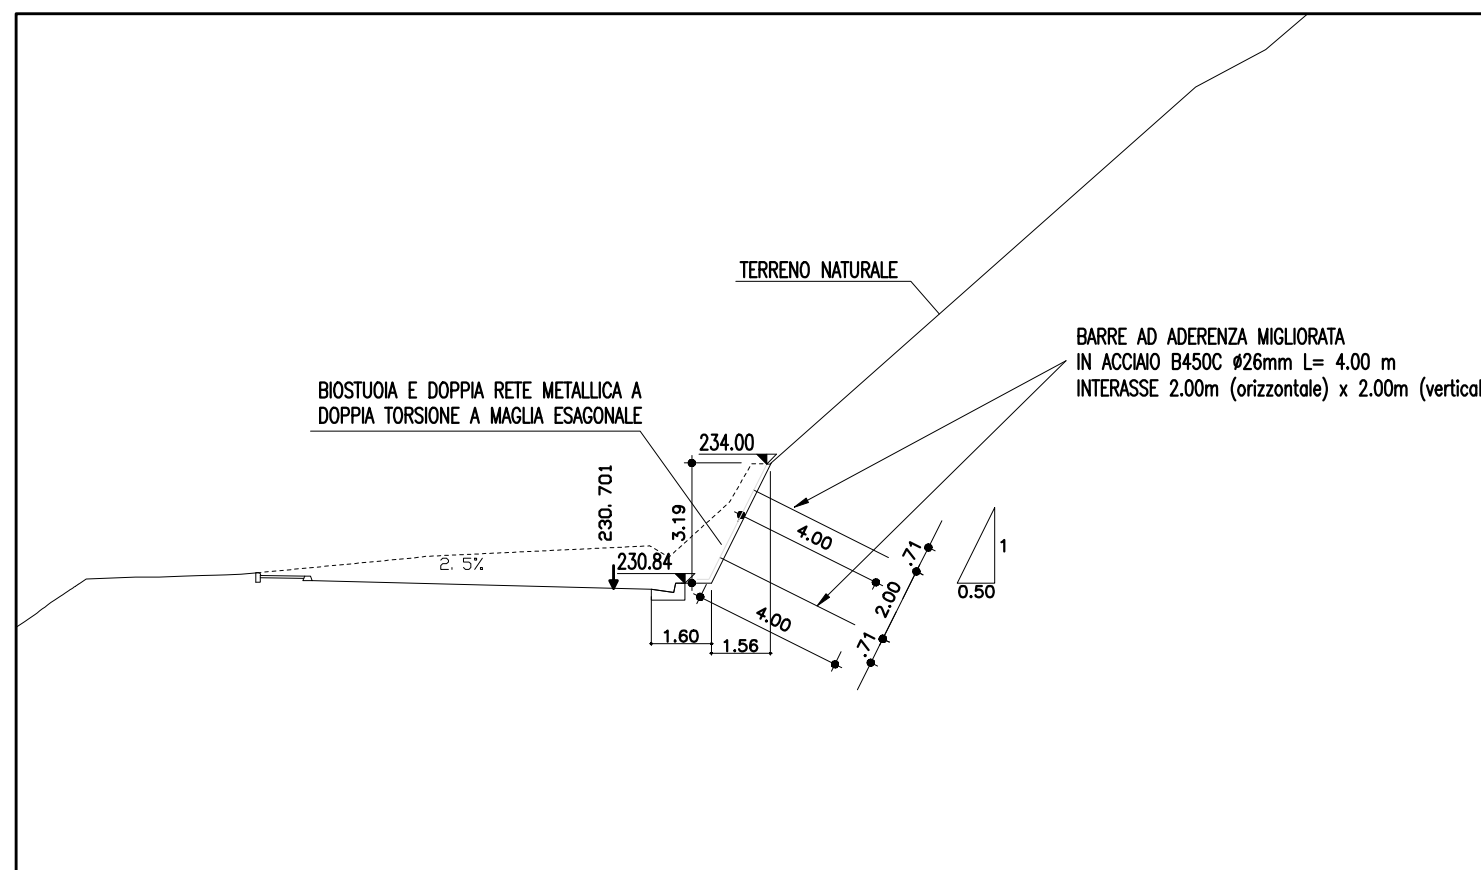 TERRENO NATURALE
BARRE AD ADERENZA MIGLIORATA
IN ACCIAIO B450C ø26mm L= 4.00 m
INTERASSE 2.00m (orizzontale) x 2.00m (vertical
BIOSTUOIA E DOPPIA RETE METALLICA A
DOPPIA TORSIONE A MAGLIA ESAGONALE
234.00
230. 701
3.19
4.00
.71
1
2. 5%
230.84
0.50
2.00
4.00
1.60
1.56
.71